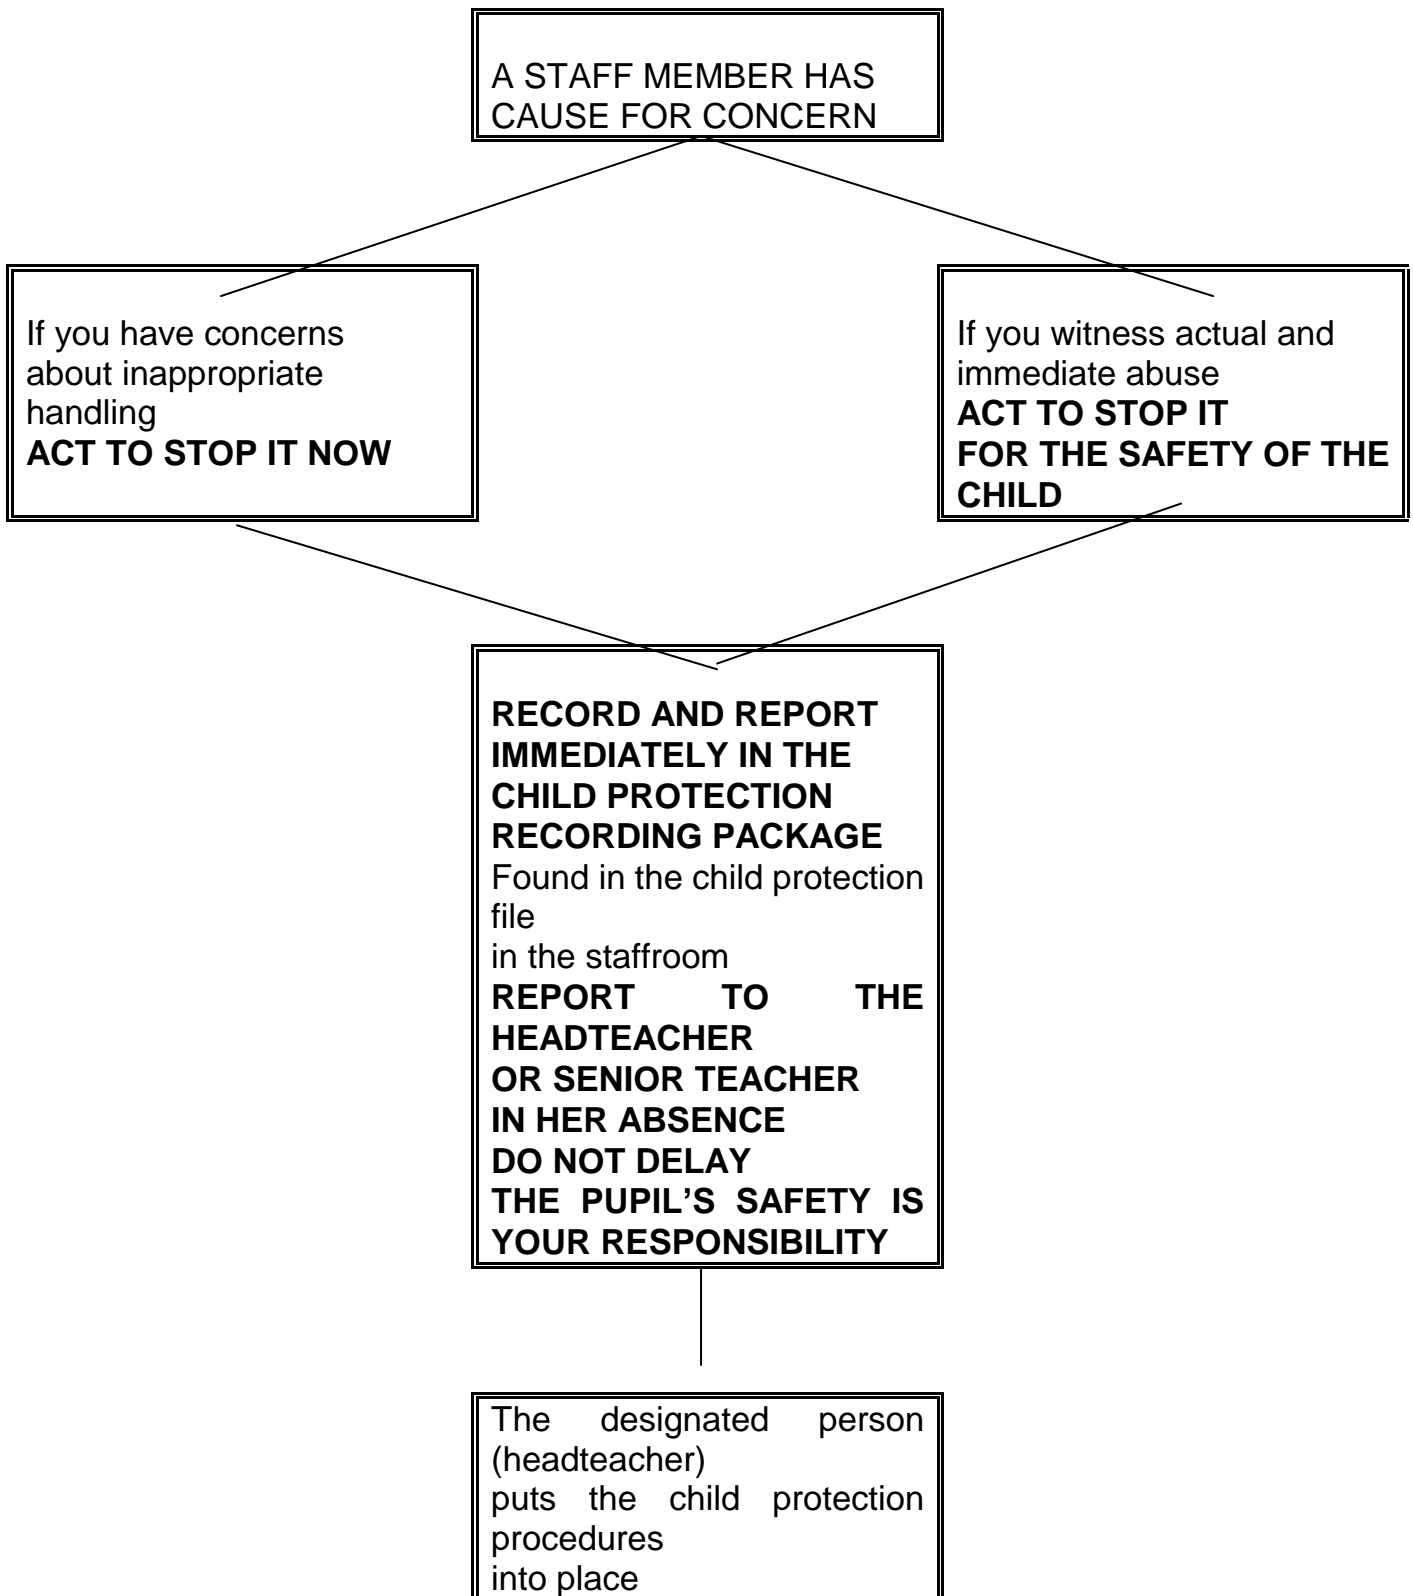 A STAFF MEMBER HAS
CAUSE FOR CONCERN
If you have concerns
about inappropriate
handling
ACT TO STOP IT NOW
If you witness actual and
immediate abuse
ACT TO STOP IT
FOR THE SAFETY OF THE
CHILD
RECORD AND REPORT
IMMEDIATELY IN THE
CHILD PROTECTION
RECORDING PACKAGE
Found in the child protection
file
in the staffroom
REPORT TO THE
HEADTEACHER
OR SENIOR TEACHER
IN HER ABSENCE
DO NOT DELAY
THE PUPIL’S SAFETY IS
YOUR RESPONSIBILITY
The designated person
(headteacher)
puts the child protection
procedures
into place